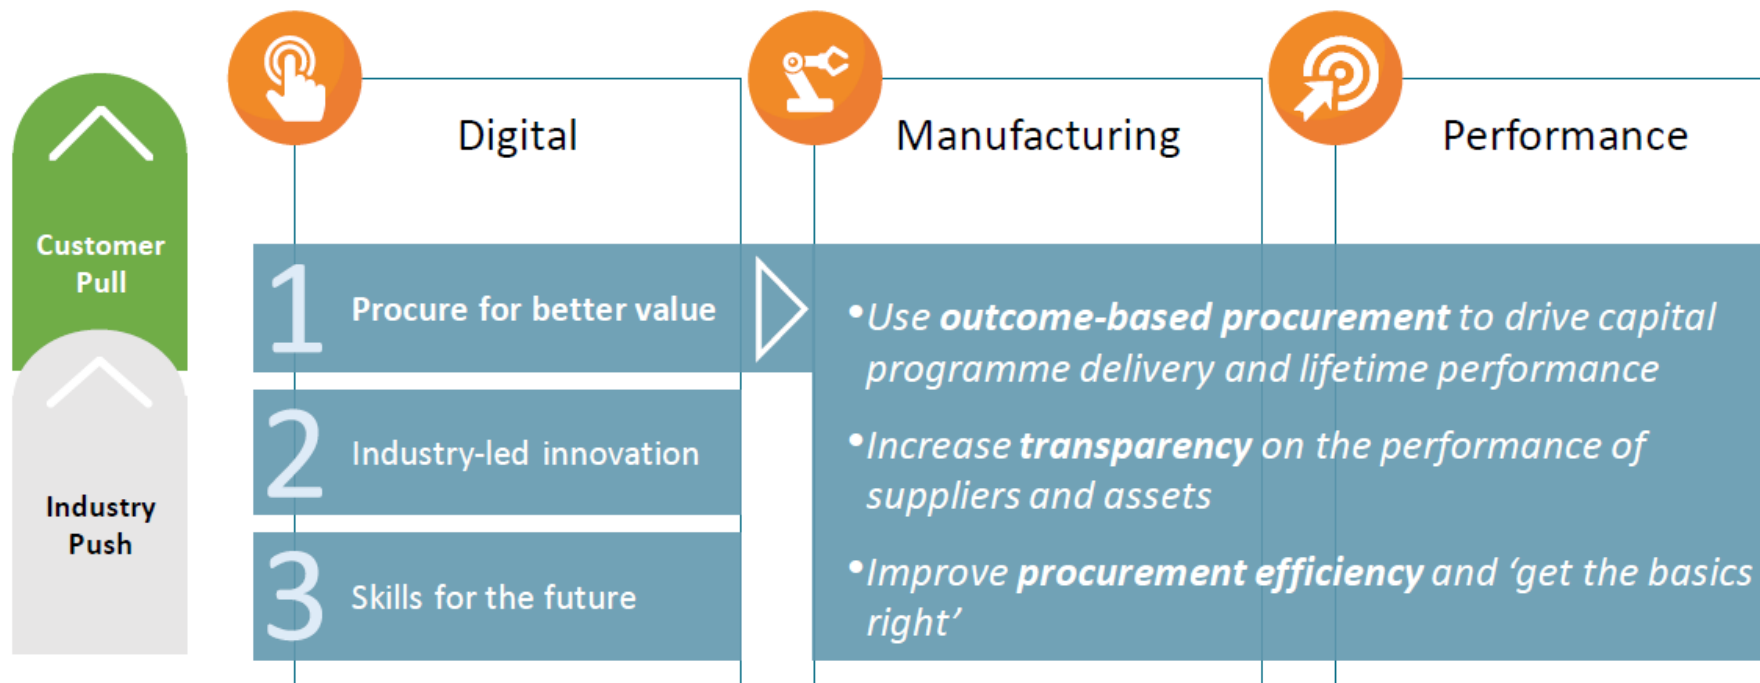 Digital
Manufacturing
Performance
Customer
Pull
Industry
Push
1
Procure for better value
2
Industry-led innovation
3
Skills for the future
•Use outcome-based procurement to drive capital
programme delivery and lifetime performance
•Increase transparency on the performance of
suppliers and assets
•Improve procurement efficiency and ‘get the basics
right’